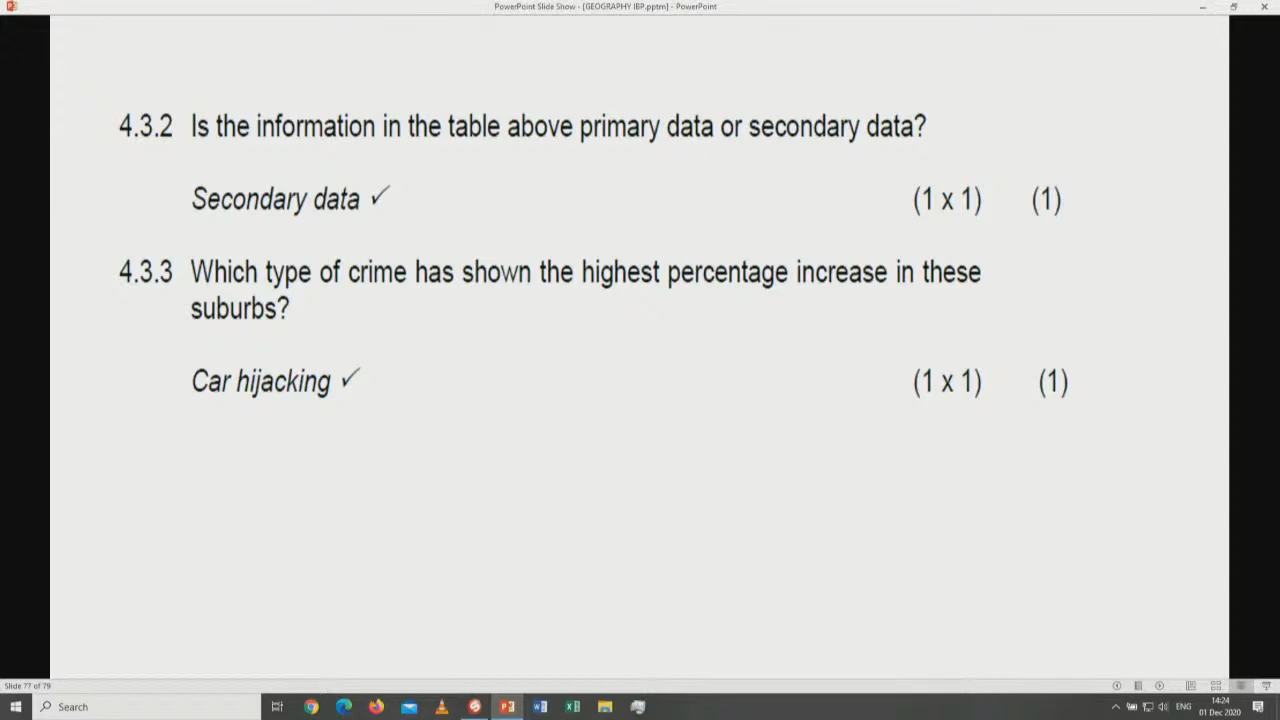 PowerPoint Slide Show - [GEOGRAPHY IBP.pptm] - PowerPoint
4.3.2 Is the information in the table above primary data or secondary data?
Secondary data ✓ (1 x 1) (1)
4.3.3 Which type of crime has shown the highest percentage increase in these
suburbs?
Car hijacking ✓ (1 x 1) (1)
Slide 77 of 79
Search
ENG
14:24
01 Dec 2020